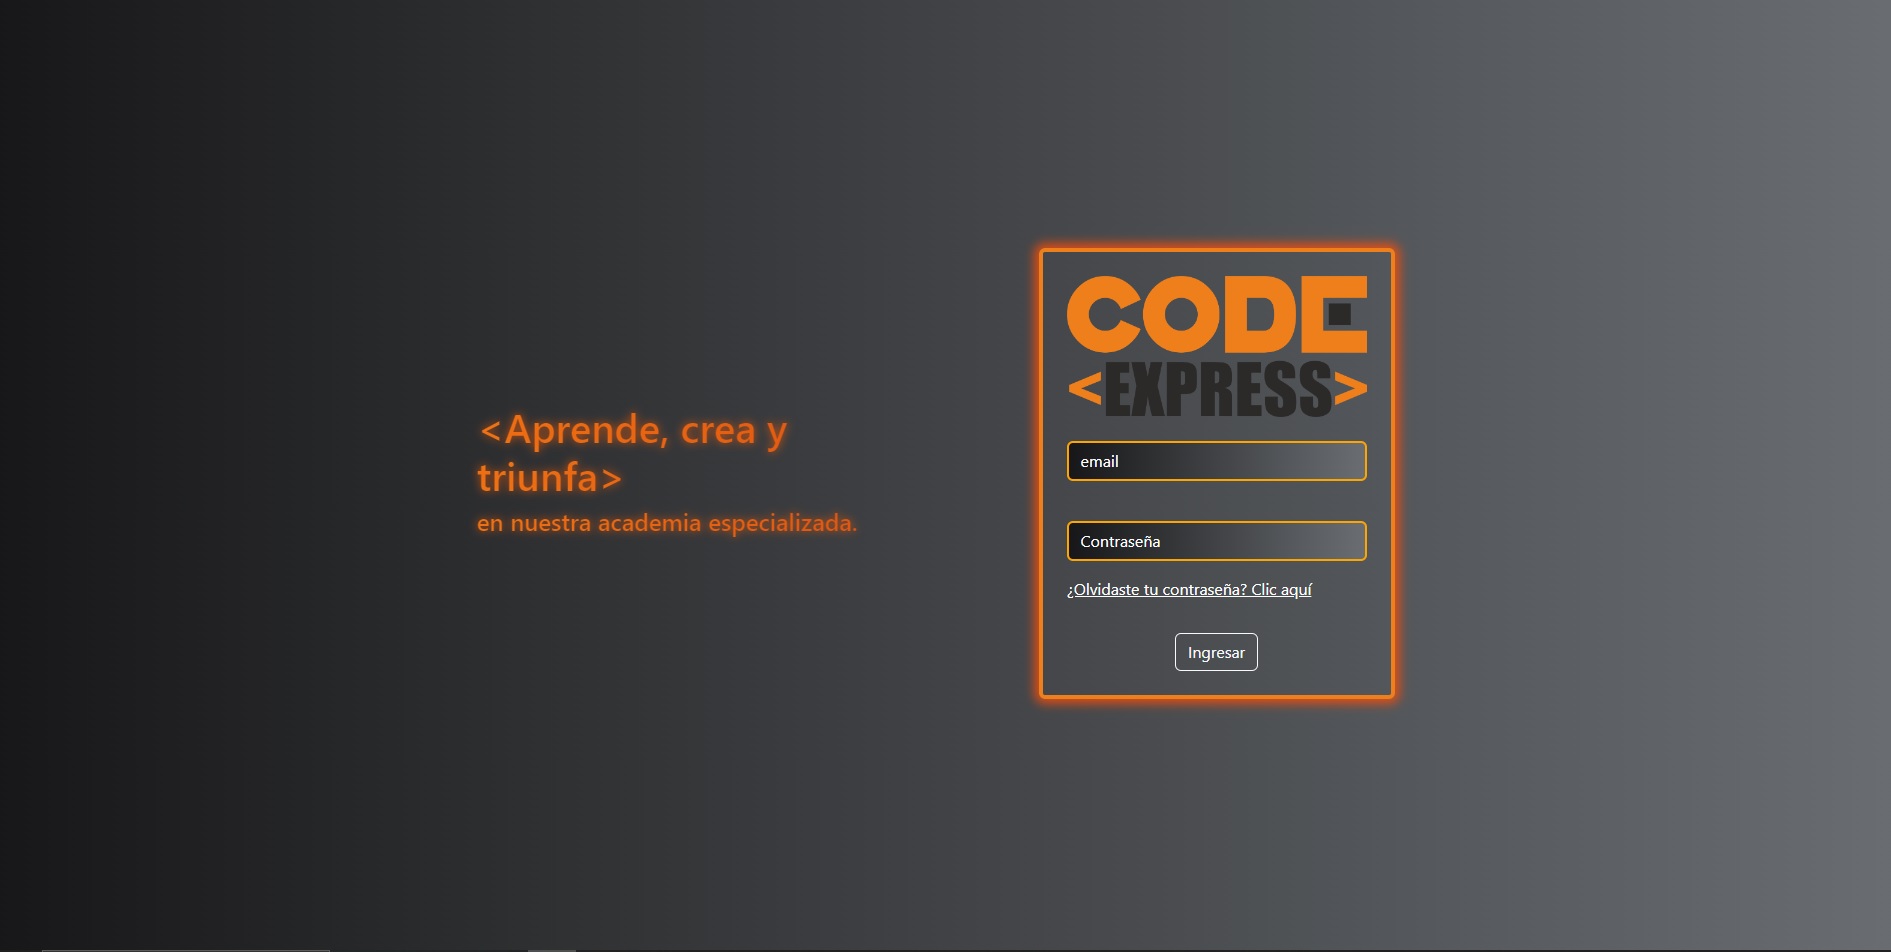 <Aprende, crea y
triunfa>
en nuestra academia especializada.
CODE
<EXPRESS>
email
Contraseña
¿Olvidaste tu contraseña? Clic aquí
Ingresar